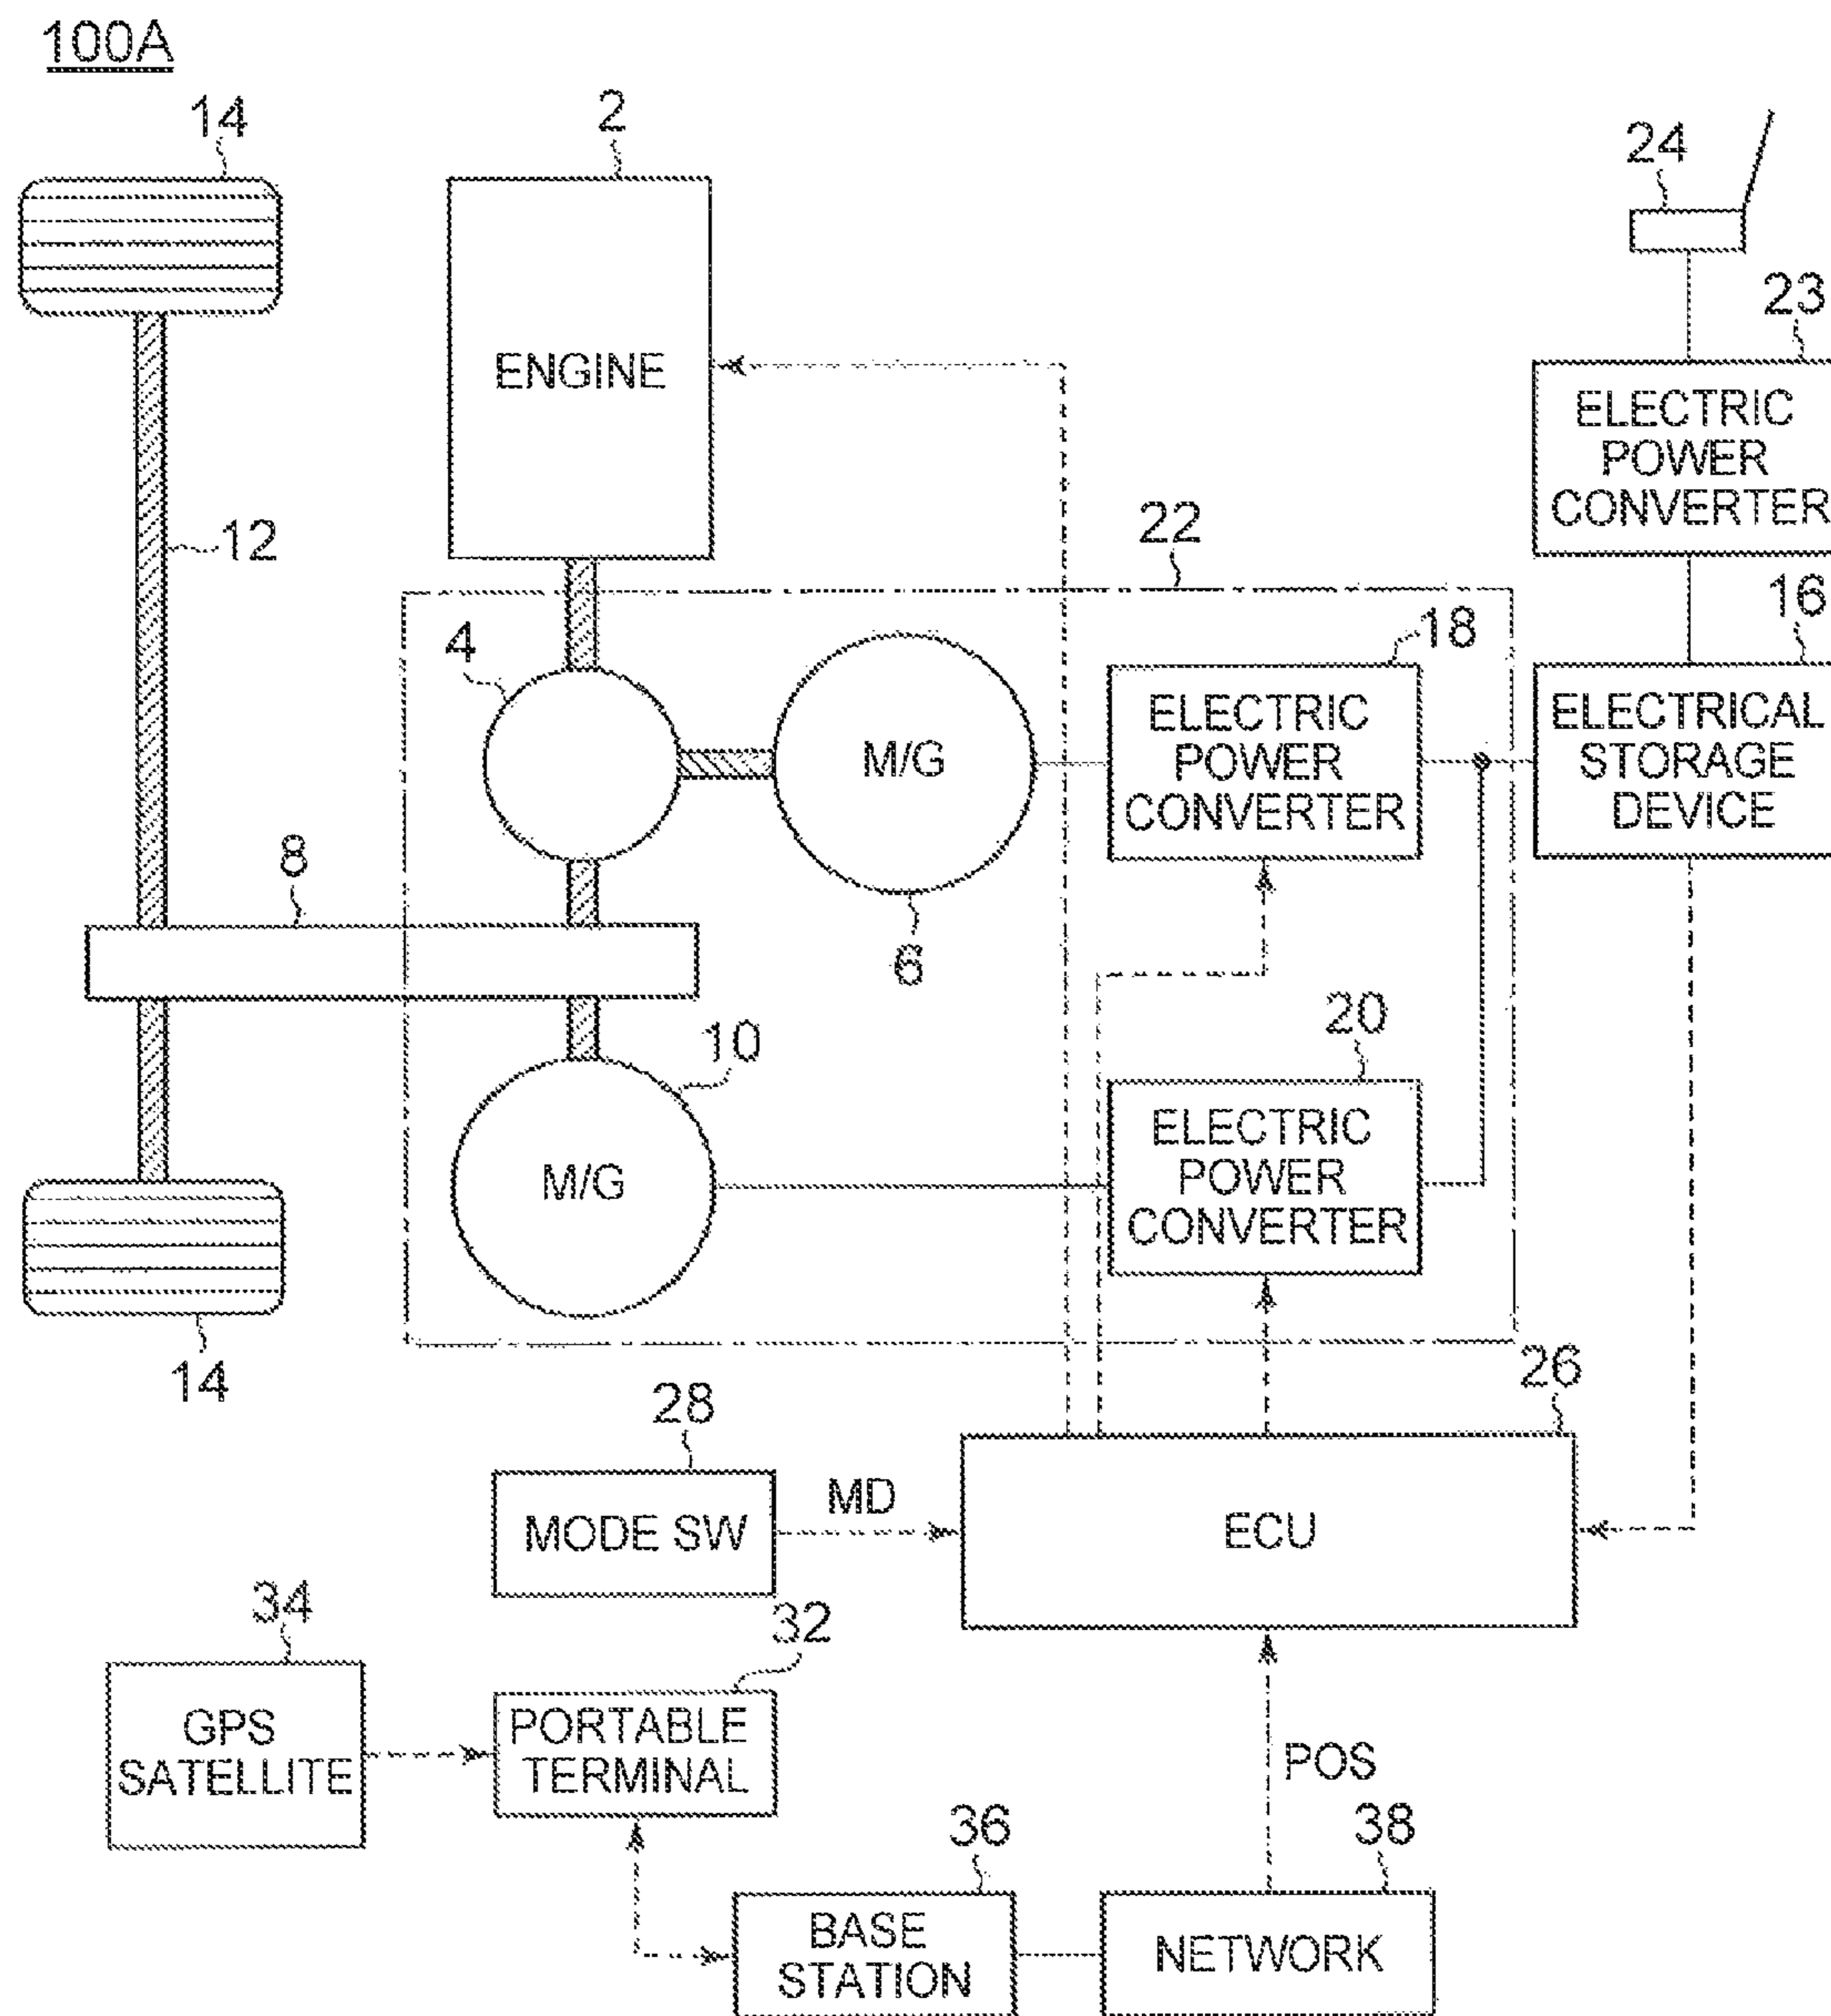 100A
14
2
24
23
ENGINE
ELECTRIC
POWER
CONVERTER
12
22
16
4
18
M/G
ELECTRIC
POWER
CONVERTER
ELECTRICAL
STORAGE
DEVICE
8
6
10
20
M/G
ELECTRIC
POWER
CONVERTER
14
28
26
MODE SW
MD
ECU
34
32
GPS
SATELLITE
PORTABLE
TERMINAL
POS
36
38
BASE
STATION
NETWORK